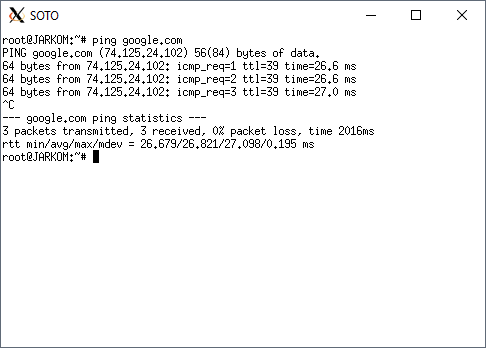 SOTO
root@JARKOM:~# ping google.com
PING google.com (74.125.24.102) 56(84) bytes of data.
64 bytes from 74.125.24.102: icmp_req=1 ttl=39 time=26.6 ms
64 bytes from 74.125.24.102: icmp_req=2 ttl=39 time=26.6 ms
64 bytes from 74.125.24.102: icmp_req=3 ttl=39 time=27.0 ms
^C
--- google.com ping statistics ---
3 packets transmitted, 3 received, 0% packet loss, time 2016ms
rtt min/avg/max/mdev = 26.679/26.821/27.098/0.195 ms
root@JARKOM:~#